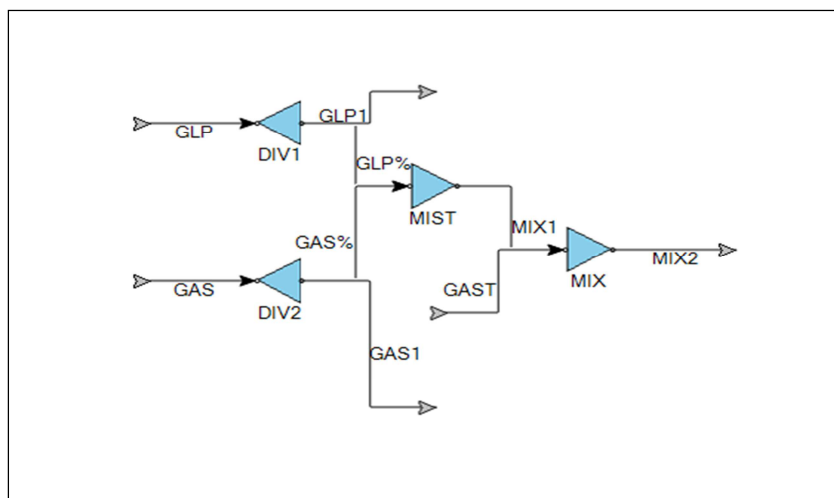 GLP
DIV1
GLP1
GLP%
MIST
GAS%
GAS
DIV2
GAS1
MIX1
GAST
MIX
MIX2